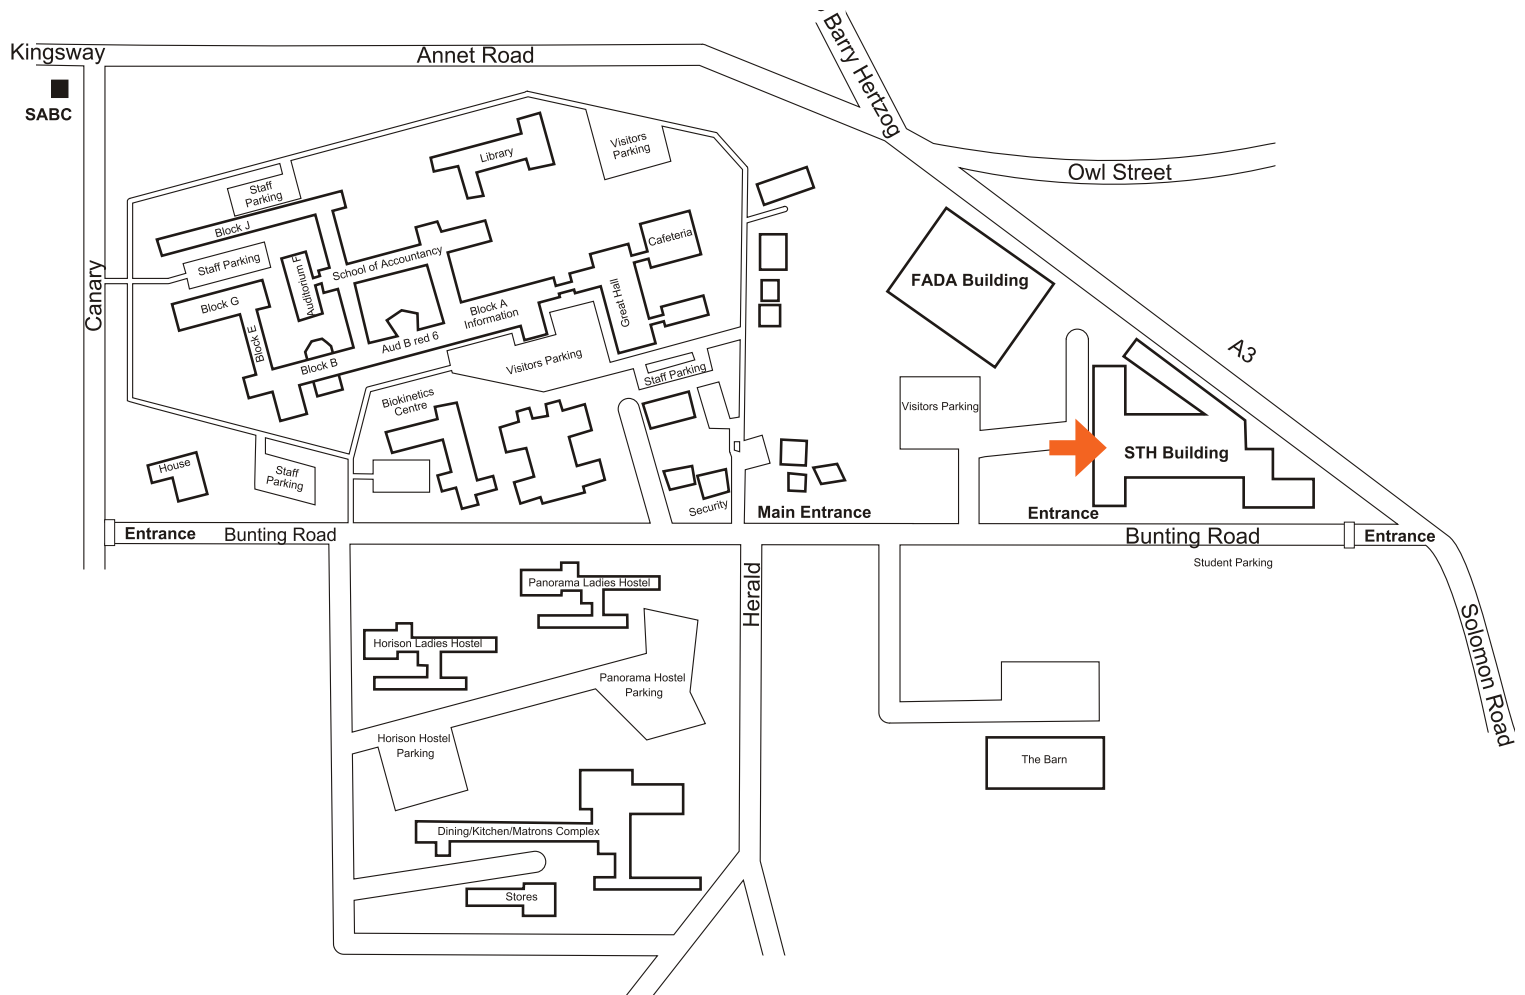 Kingsway
Annet Road
Barry Hertzog
SABC
Library
Visitors
Parking
Owl Street
Staff
Parking
Block J
Cafeteria
School of Accountancy
Staff Parking
Auditorium F
FADA Building
Canary
Block G
Block A
Information
Great Hall
Block E
Aud B red 6
A3
Block B
Visitors Parking
Staff Parking
Biokinetics
Centre
Visitors Parking
STH Building
House
Staff
Parking
Security
Main Entrance
Entrance
Entrance
Bunting Road
Bunting Road
Entrance
Student Parking
Panorama Ladies Hostel
Herald
Solomon Road
Horison Ladies Hostel
Panorama Hostel
Parking
Horison Hostel
Parking
The Barn
Dining/Kitchen/Matrons Complex
Stores